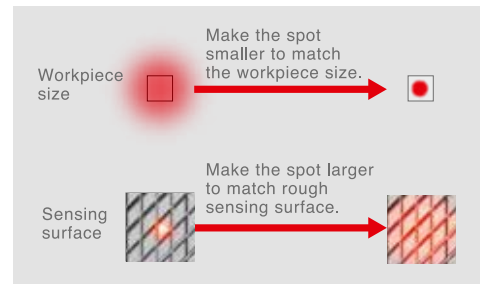 Workpiece
size
Make the spot
smaller to match
the workpiece size.
Sensing
surface
Make the spot larger
to match rough
sensing surface.